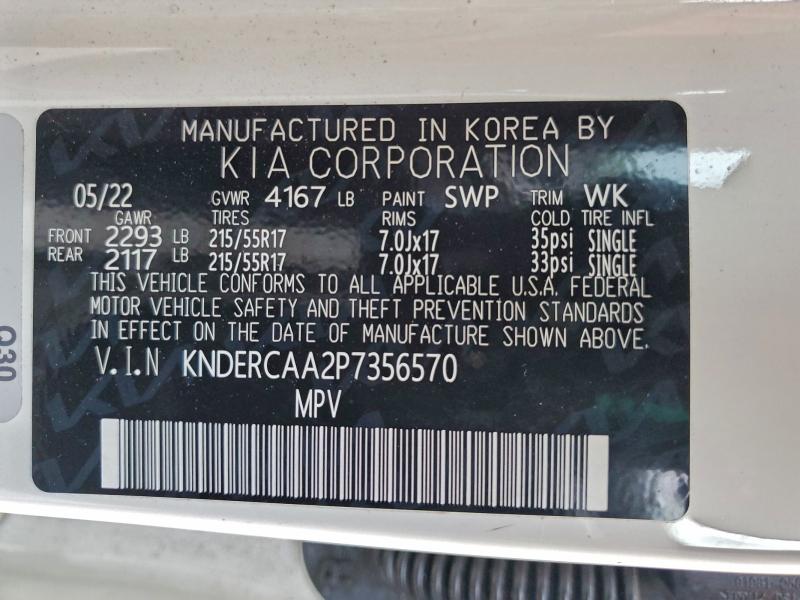 MANUFACTURED IN KOREA BY
KIA CORPORATION
05/22 GVWR 4167 LB PAINT SWP TRIM WK
GAWR TIRES RIMS COLD TIRE INFL
FRONT 2293 LB 215/55R17 7.0Jx17 35psi SINGLE
REAR 2117 LB 215/55R17 7.0Jx17 33psi SINGLE
THIS VEHICLE CONFORMS TO ALL APPLICABLE U.S.A. FEDERAL
MOTOR VEHICLE SAFETY AND THEFT PREVENTION STANDARDS
IN EFFECT ON THE DATE OF MANUFACTURE SHOWN ABOVE.
V.I.N KNDERCAA2P7356570
MPV
Q30